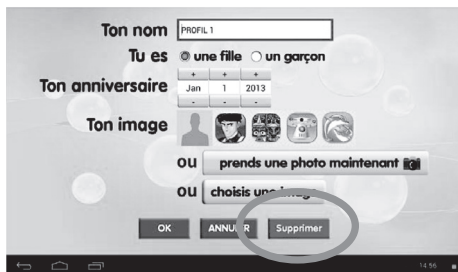 Ton nom PROFIL 1
Tu es une fille un garçon
+ + +
Ton anniversaire Jan 1 2013
- - -
Ton image
ou prends une photo maintenant
ou choisis une image
OK ANNULER Supprimer
14:56